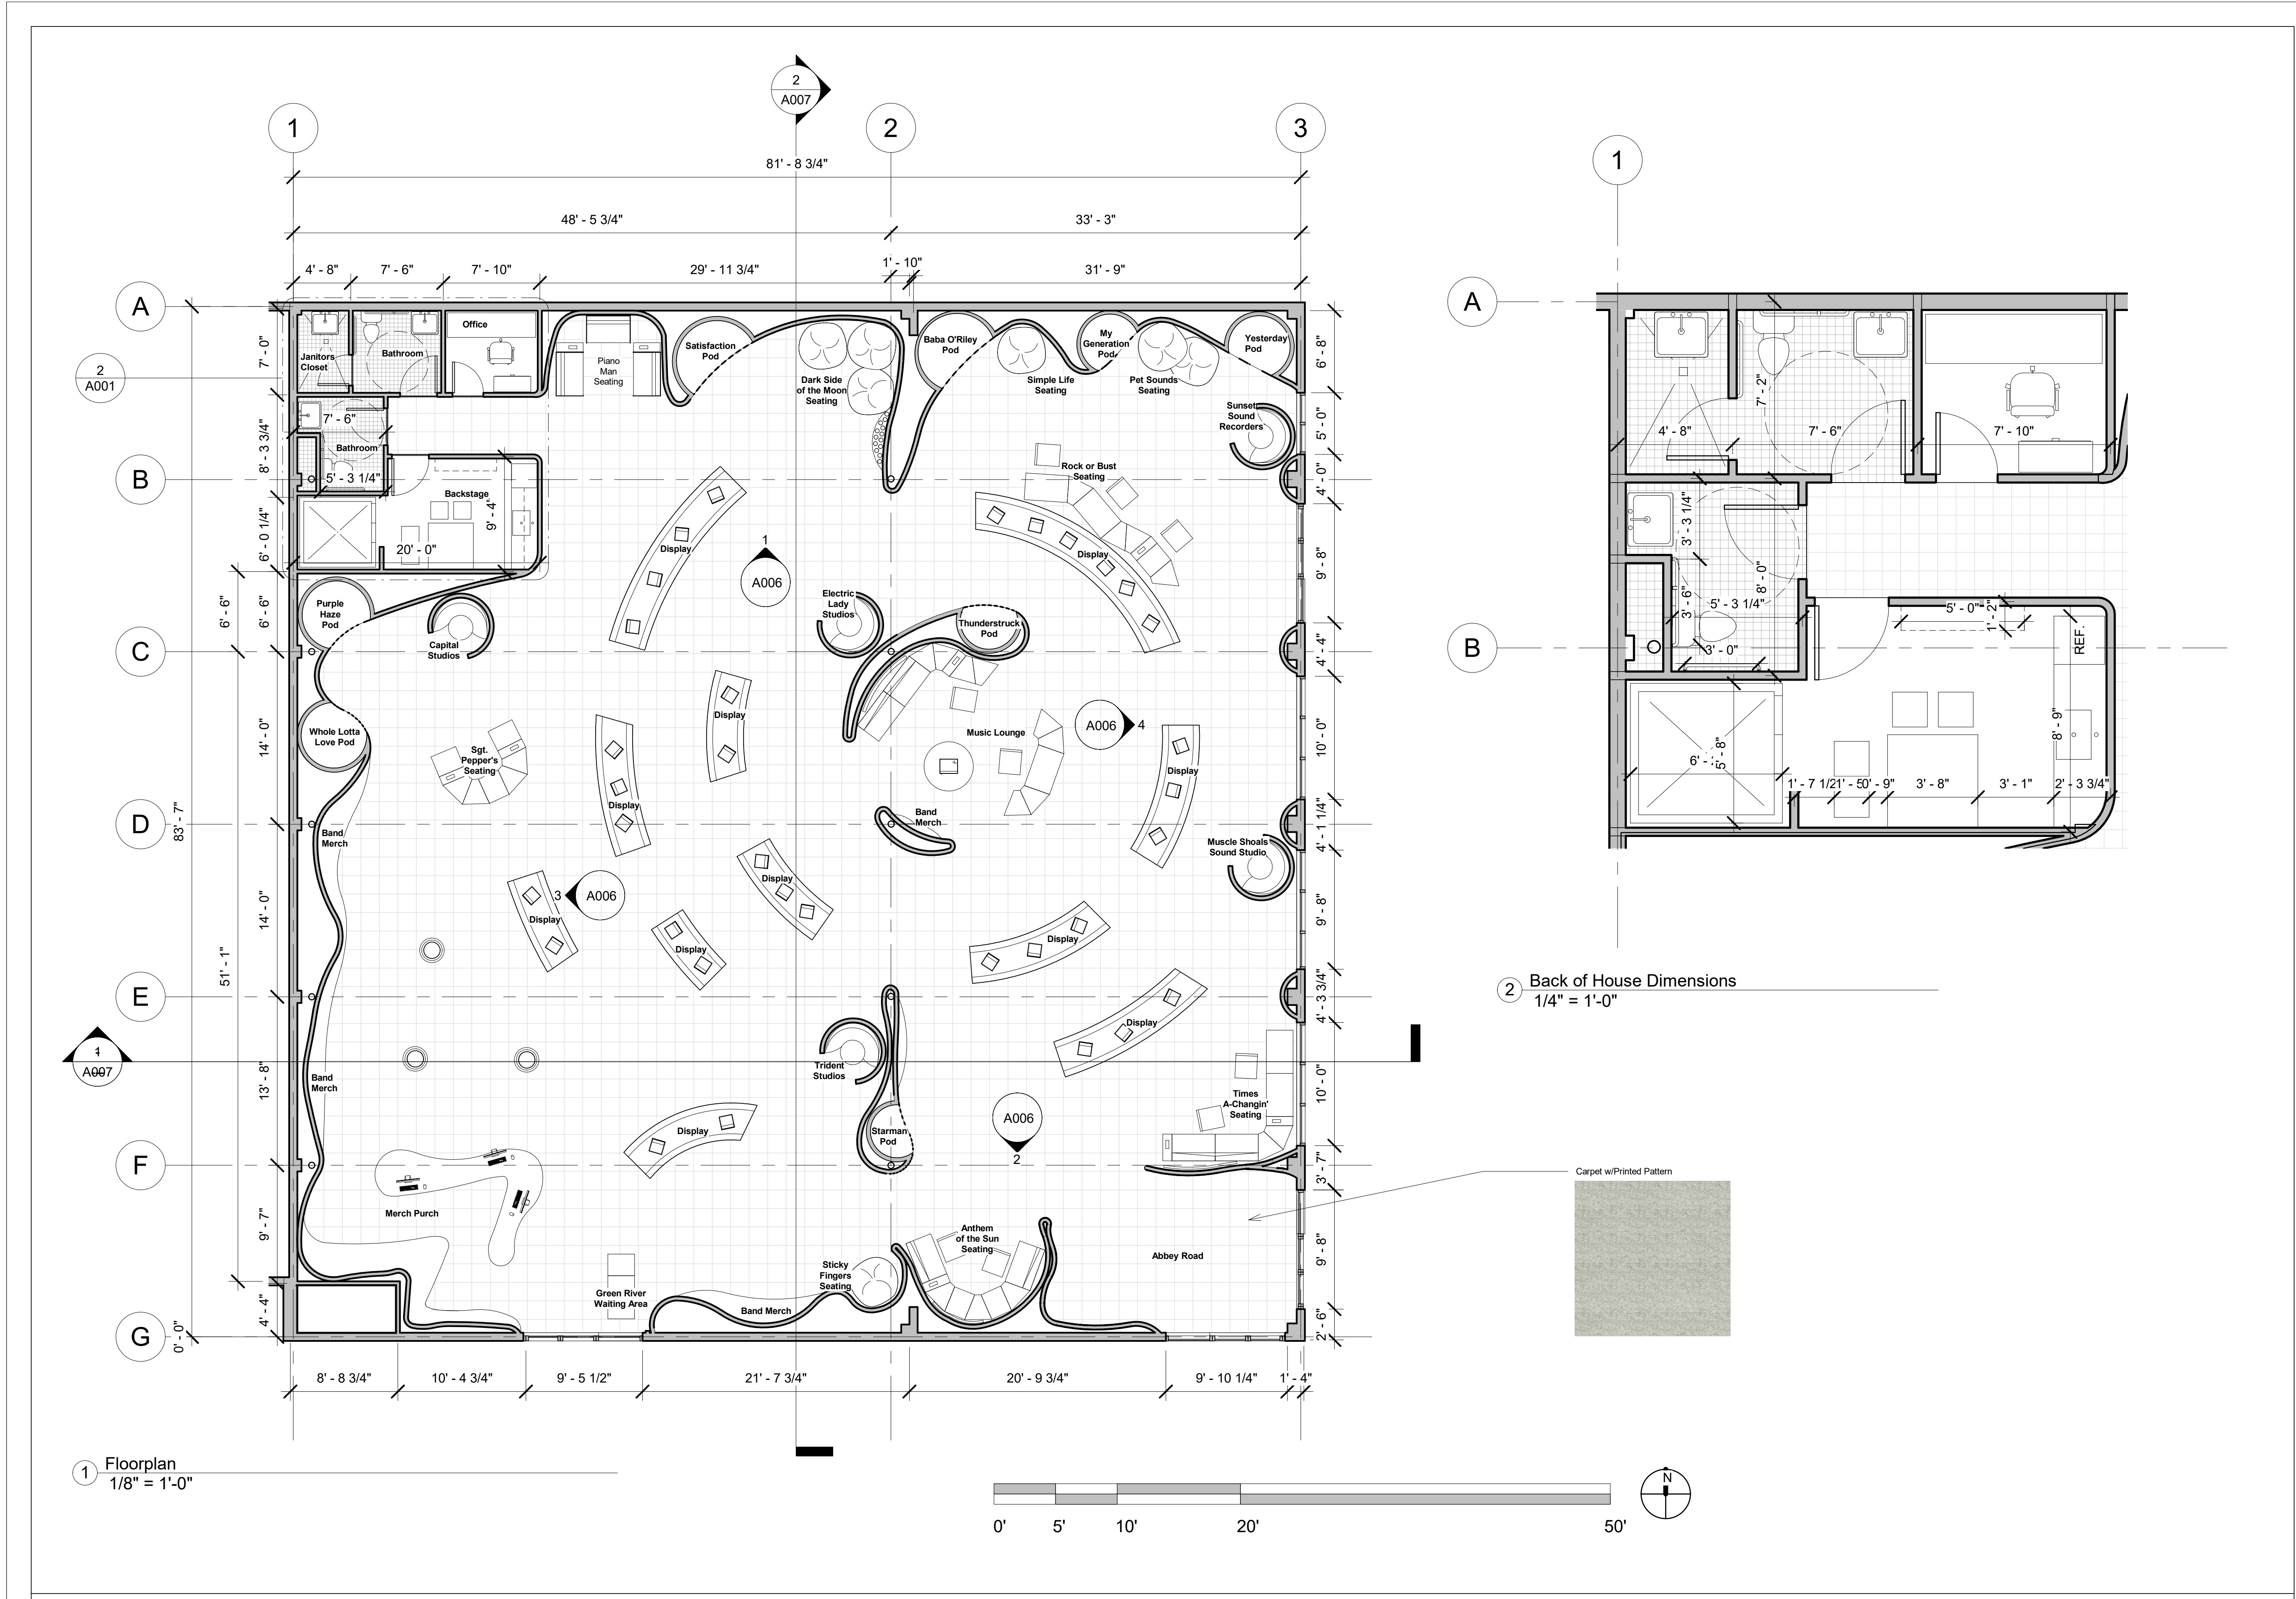 2
A007
1
2
3
81' - 8 3/4"
48' - 5 3/4"
33' - 3"
4' - 8"
7' - 6"
7' - 10"
29' - 11 3/4"
1' - 10"
31' - 9"
A
B
C
D
E
F
G
2
A001
1
A007
83' - 7"
0' - 0"
6' - 6"
51' - 1"
7' - 0"
8' - 3 3/4"
6' - 0 1/4"
6' - 6"
14' - 0"
14' - 0"
13' - 8"
9' - 7"
4' - 4"
Janitors
Closet
Bathroom
Office
7' - 6"
Bathroom
5' - 3 1/4"
Backstage
9' - 4"
20' - 0"
Piano
Man
Seating
Satisfaction
Pod
Dark Side
of the Moon
Seating
Baba O'Riley
Pod
Simple Life
Seating
My
Generation
Pod
Pet Sounds
Seating
Yesterday
Pod
Sunset
Sound
Recorders
Rock or Bust
Seating
Display
Display
1
A006
Purple
Haze
Pod
Capital
Studios
Electric
Lady
Studios
Thunderstruck
Pod
Whole Lotta
Love Pod
Sgt.
Pepper's
Seating
Display
Display
Music Lounge
A006
4
Display
Band
Merch
Band
Merch
Muscle Shoals
Sound Studio
Display
3
A006
Display
Display
Display
Display
Trident
Studios
Band
Merch
Times
A-Changin'
Seating
A006
2
Starman
Pod
Display
Merch Purch
Green River
Waiting Area
Sticky
Fingers
Seating
Band Merch
Anthem
of the Sun
Seating
Abbey Road
6' - 8"
5' - 0"
4' - 0"
9' - 8"
4' - 4"
10' - 0"
4' - 1 1/4"
9' - 8"
4' - 3 3/4"
10' - 0"
3' - 7"
9' - 8"
2' - 6"
8' - 8 3/4"
10' - 4 3/4"
9' - 5 1/2"
21' - 7 3/4"
20' - 9 3/4"
9' - 10 1/4"
1' - 4"
1
Floorplan
1/8" = 1'-0"
0'
5'
10'
20'
50'
N
1
A
B
7' - 2"
4' - 8"
7' - 6"
7' - 10"
3' - 3 1/4"
8' - 0"
3' - 6"
5' - 3 1/4"
3' - 0"
5' - 0"
1' - 2"
REF.
8' - 9"
6' -
5' - 8"
1' - 7 1/2"
1' - 5"
0' - 9"
3' - 8"
3' - 1"
2' - 3 3/4"
2
Back of House Dimensions
1/4" = 1'-0"
Carpet w/Printed Pattern